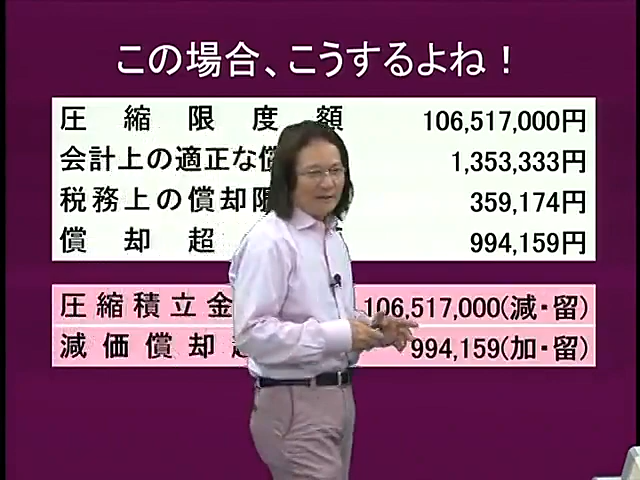 この場合、こうするよね！
圧縮限度額 106,517,000円
会計上の適正な償 1,353,333円
税務上の償却限 359,174円
償却超 994,159円
圧縮積立金 106,517,000(減・留)
減価償却超 994,159(加・留)